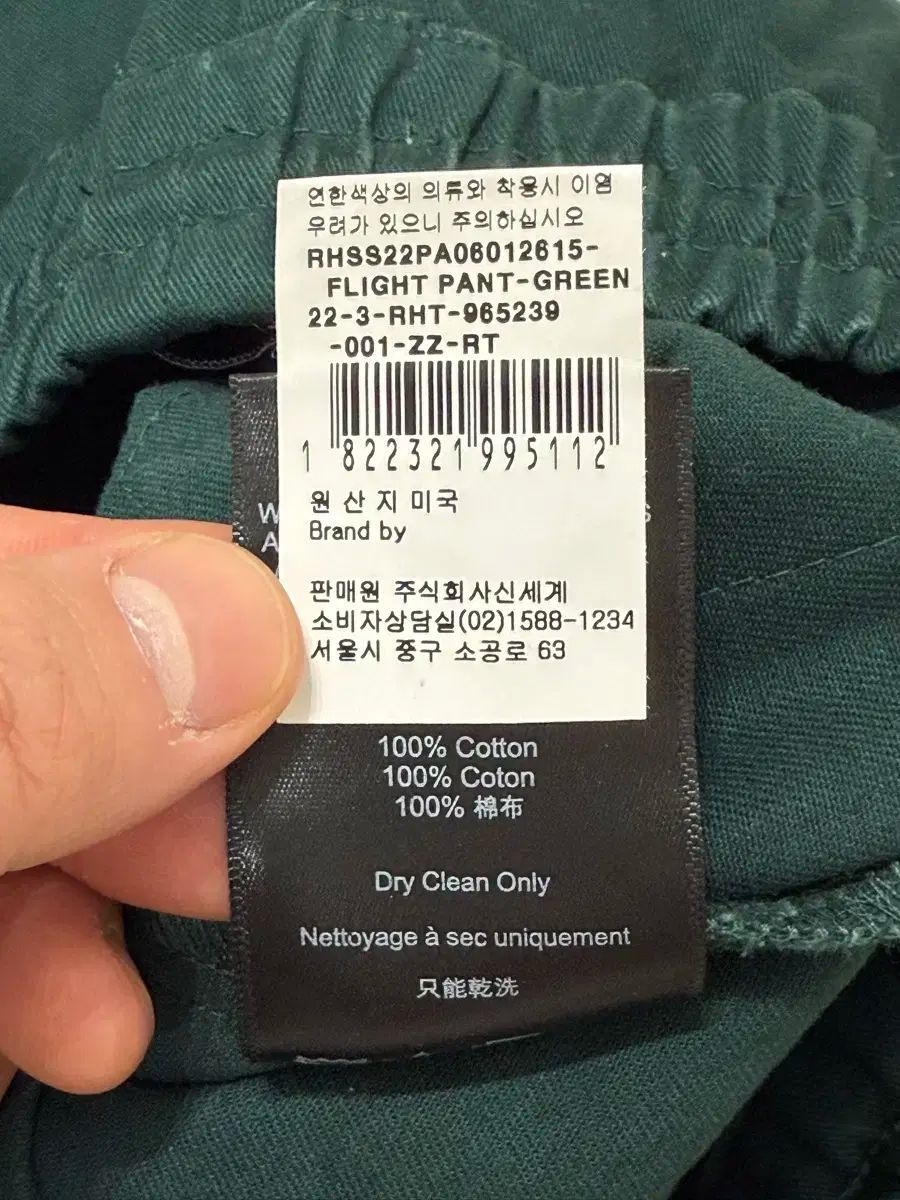 연한색상의 의류와 착용시 이염
우려가 있으니 주의하십시오
RHSS22PA06012615-
FLIGHT PANT-GREEN
22-3-RHT-965239
-001-ZZ-RT
1 822321 995112
원 산 지 미국
Brand by
판매원 주식회사신세계
소비자상담실(02)1588-1234
서울시 중구 소공로 63
100% Cotton
100% Coton
100% 棉布
Dry Clean Only
Nettoyage à sec uniquement
只能乾洗